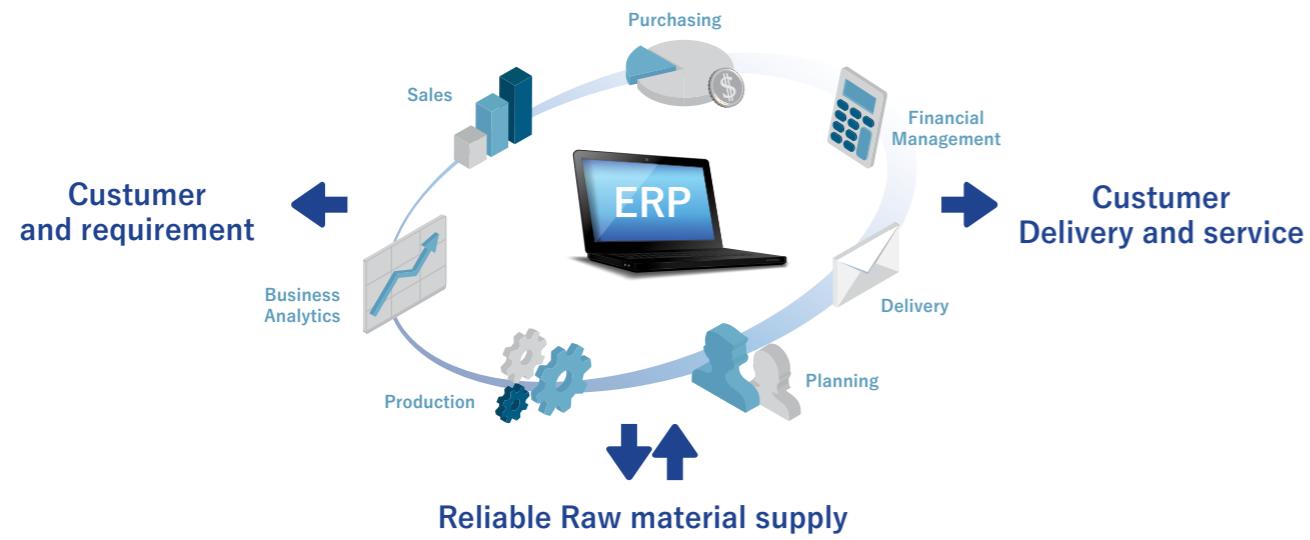 Purchasing
Sales
Financial
Management
ERP
Custumer
and requirement
Custumer
Delivery and service
Business
Analytics
Delivery
Planning
Production
Reliable Raw material supply
$